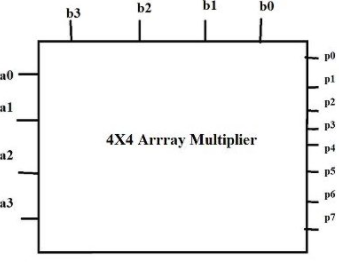 b3 b2 b1 b0
a0
a1
a2
a3
4X4 Arrray Multiplier
p0
p1
p2
p3
p4
p5
p6
p7